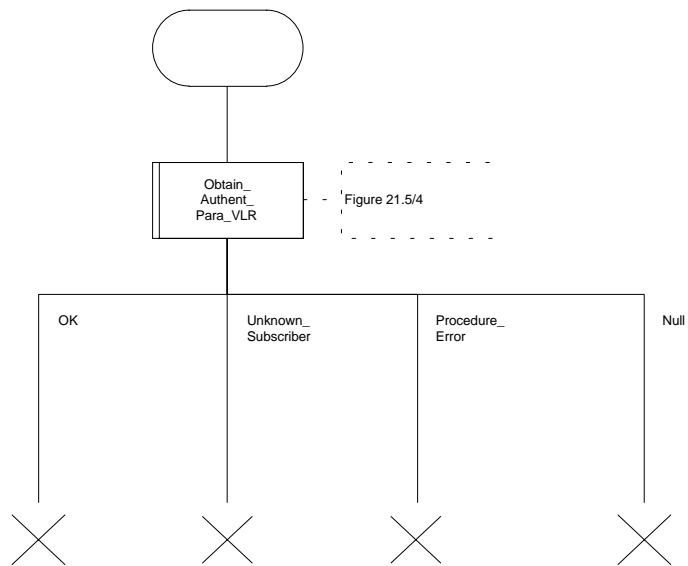 Obtain_
Authent_
Para_VLR
Figure 21.5/4
OK
Unknown_
Subscriber
Procedure_
Error
Null